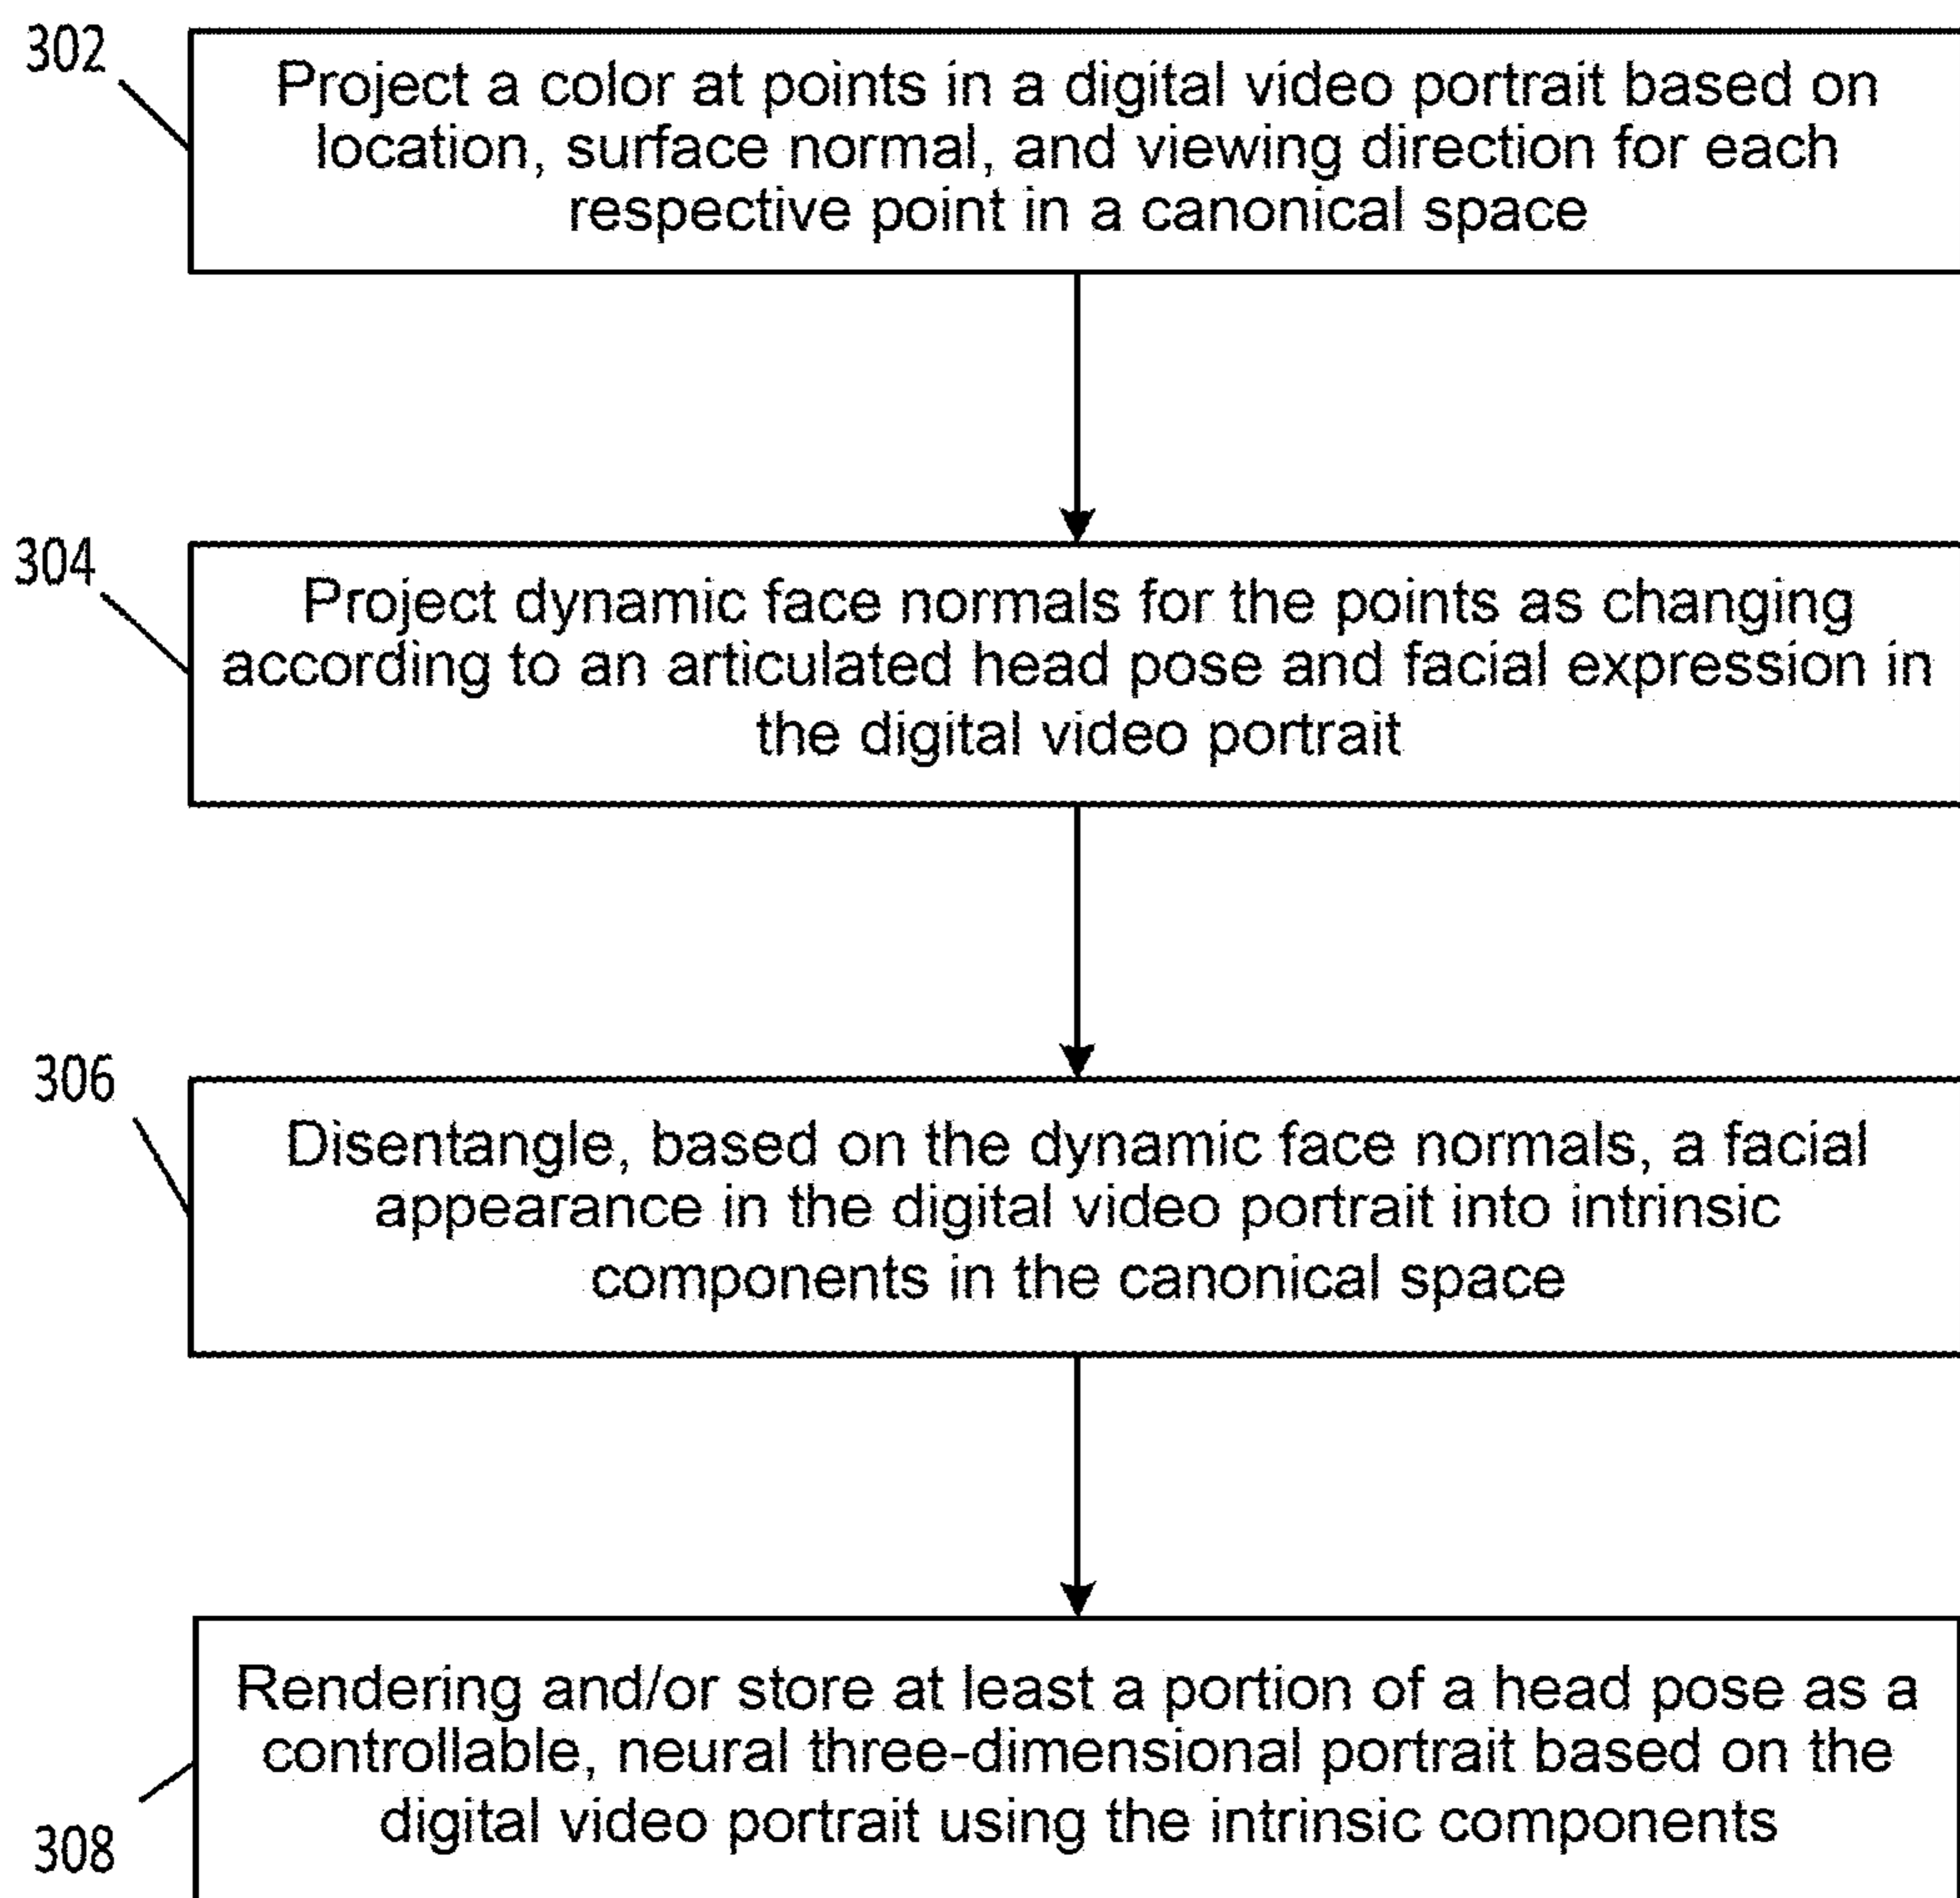 302
Project a color at points in a digital video portrait based on
location, surface normal, and viewing direction for each
respective point in a canonical space
304
Project dynamic face normals for the points as changing
according to an articulated head pose and facial expression in
the digital video portrait
306
Disentangle, based on the dynamic face normals, a facial
appearance in the digital video portrait into intrinsic
components in the canonical space
Rendering and/or store at least a portion of a head pose as a
controllable, neural three-dimensional portrait based on the
digital video portrait using the intrinsic components
308